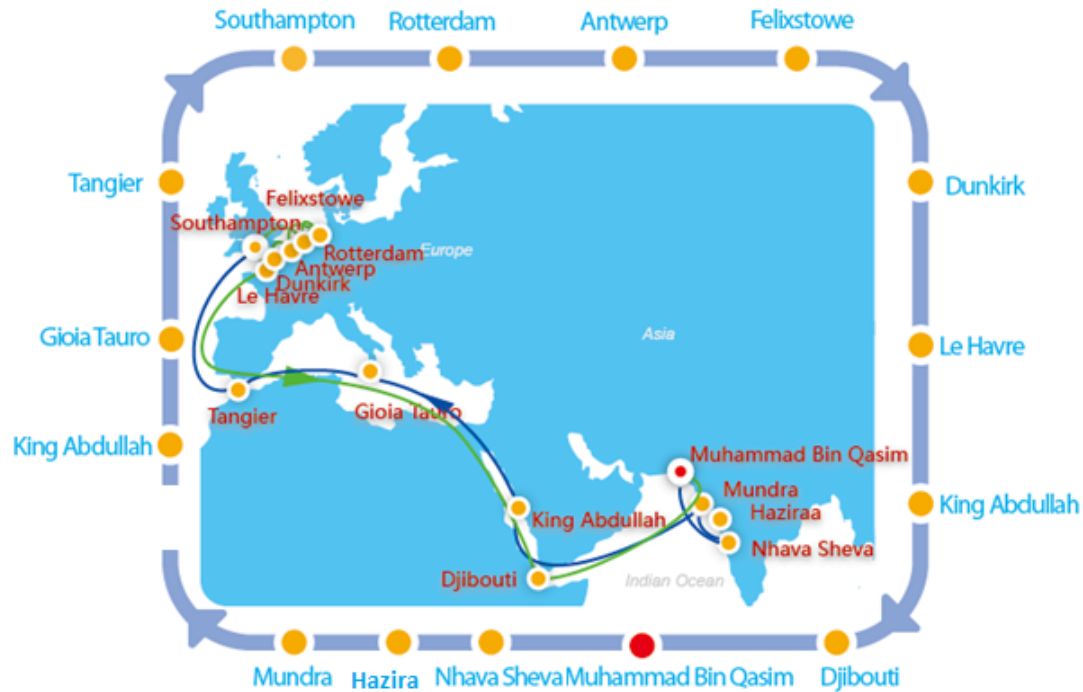 Southampton
Rotterdam
Antwerp
Felixstowe
Tangier
Dunkirk
Gioia Tauro
Le Havre
King Abdullah
King Abdullah
Mundra
Hazira
Nhava Sheva
Muhammad Bin Qasim
Djibouti
Felixstowe
Southampton
Rotterdam
Europe
Antwerp
Dunkirk
Le Havre
Asia
Tangier
Gioia Tauro
Muhammad Bin Qasim
Mundra
Haziraa
King Abdullah
Nhava Sheva
Djibouti
Indian Ocean